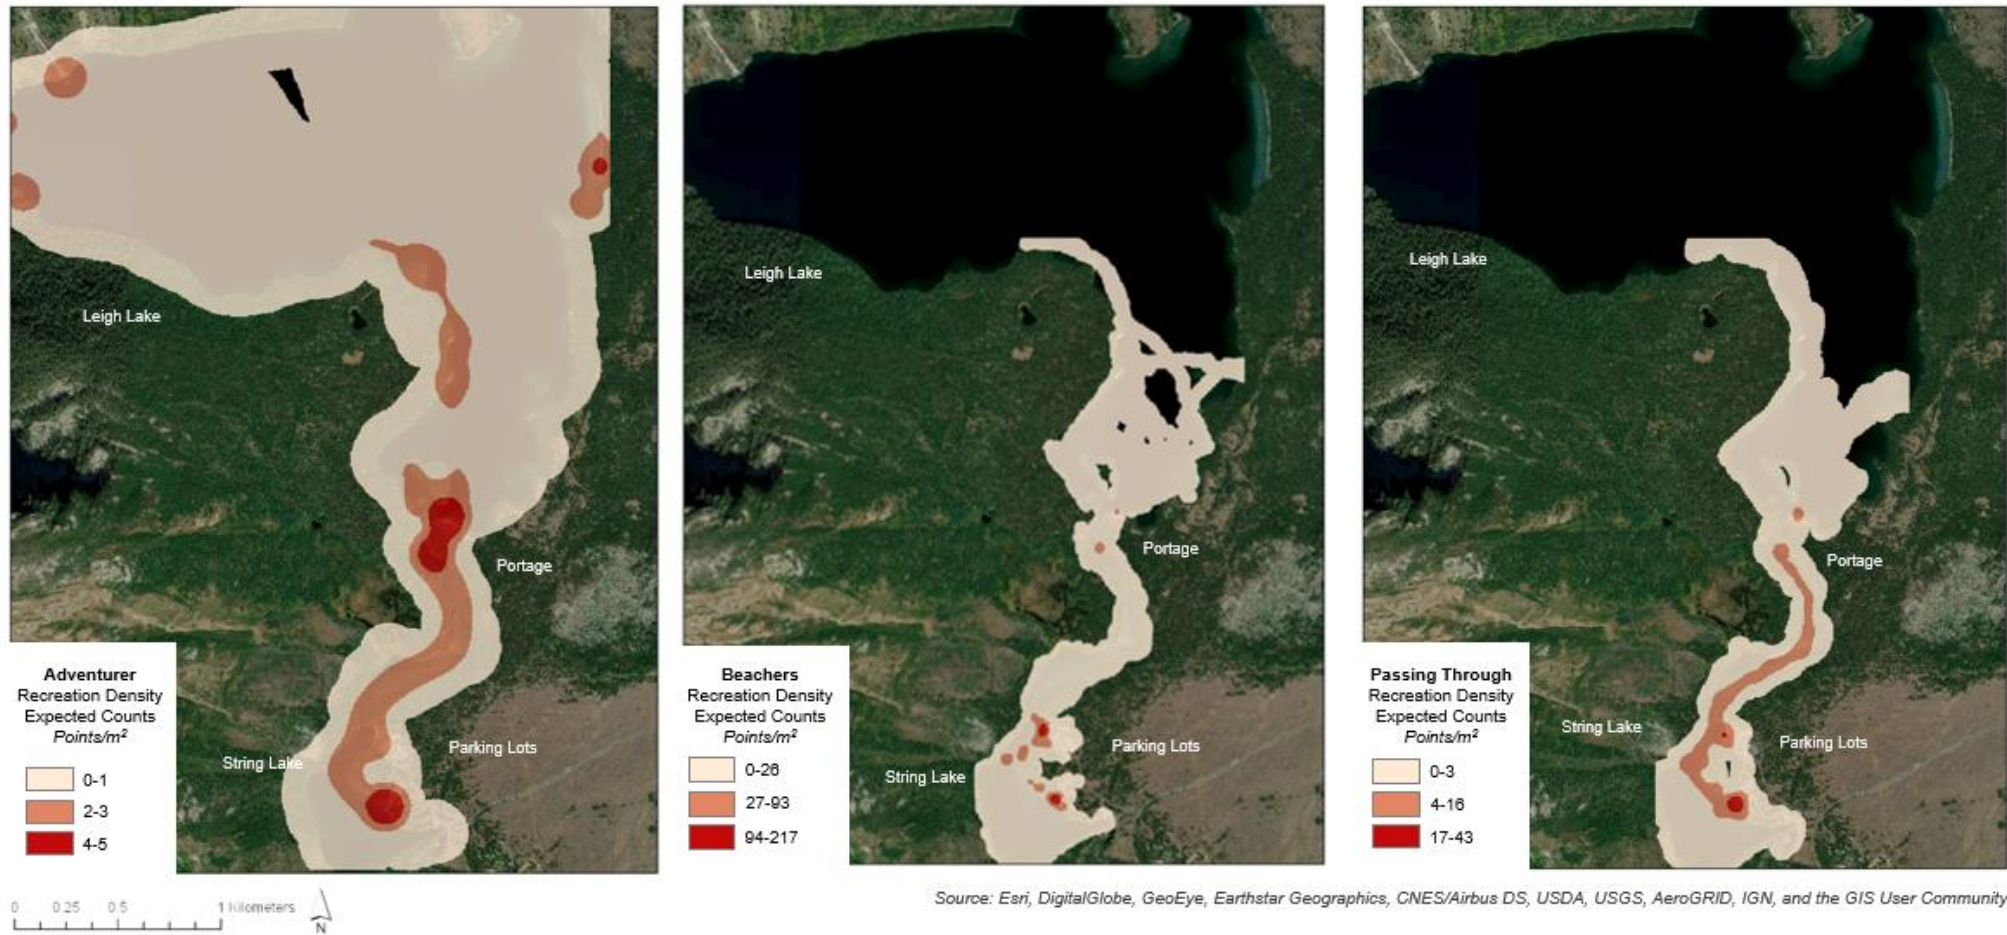 Leigh Lake
Portage
Parking Lots
String Lake
Adventurer
Recreation Density
Expected Counts
Points/m²
0-1
2-3
4-5
Leigh Lake
Portage
Parking Lots
String Lake
Beachers
Recreation Density
Expected Counts
Points/m²
0-26
27-93
94-217
Leigh Lake
Portage
String Lake
Parking Lots
Passing Through
Recreation Density
Expected Counts
Points/m²
0-3
4-16
17-43
0 0.25 0.5 1 Kilometers
N
Source: Esri, DigitalGlobe, GeoEye, Earthstar Geographics, CNES/Airbus DS, USDA, USGS, AeroGRID, IGN, and the GIS User Community